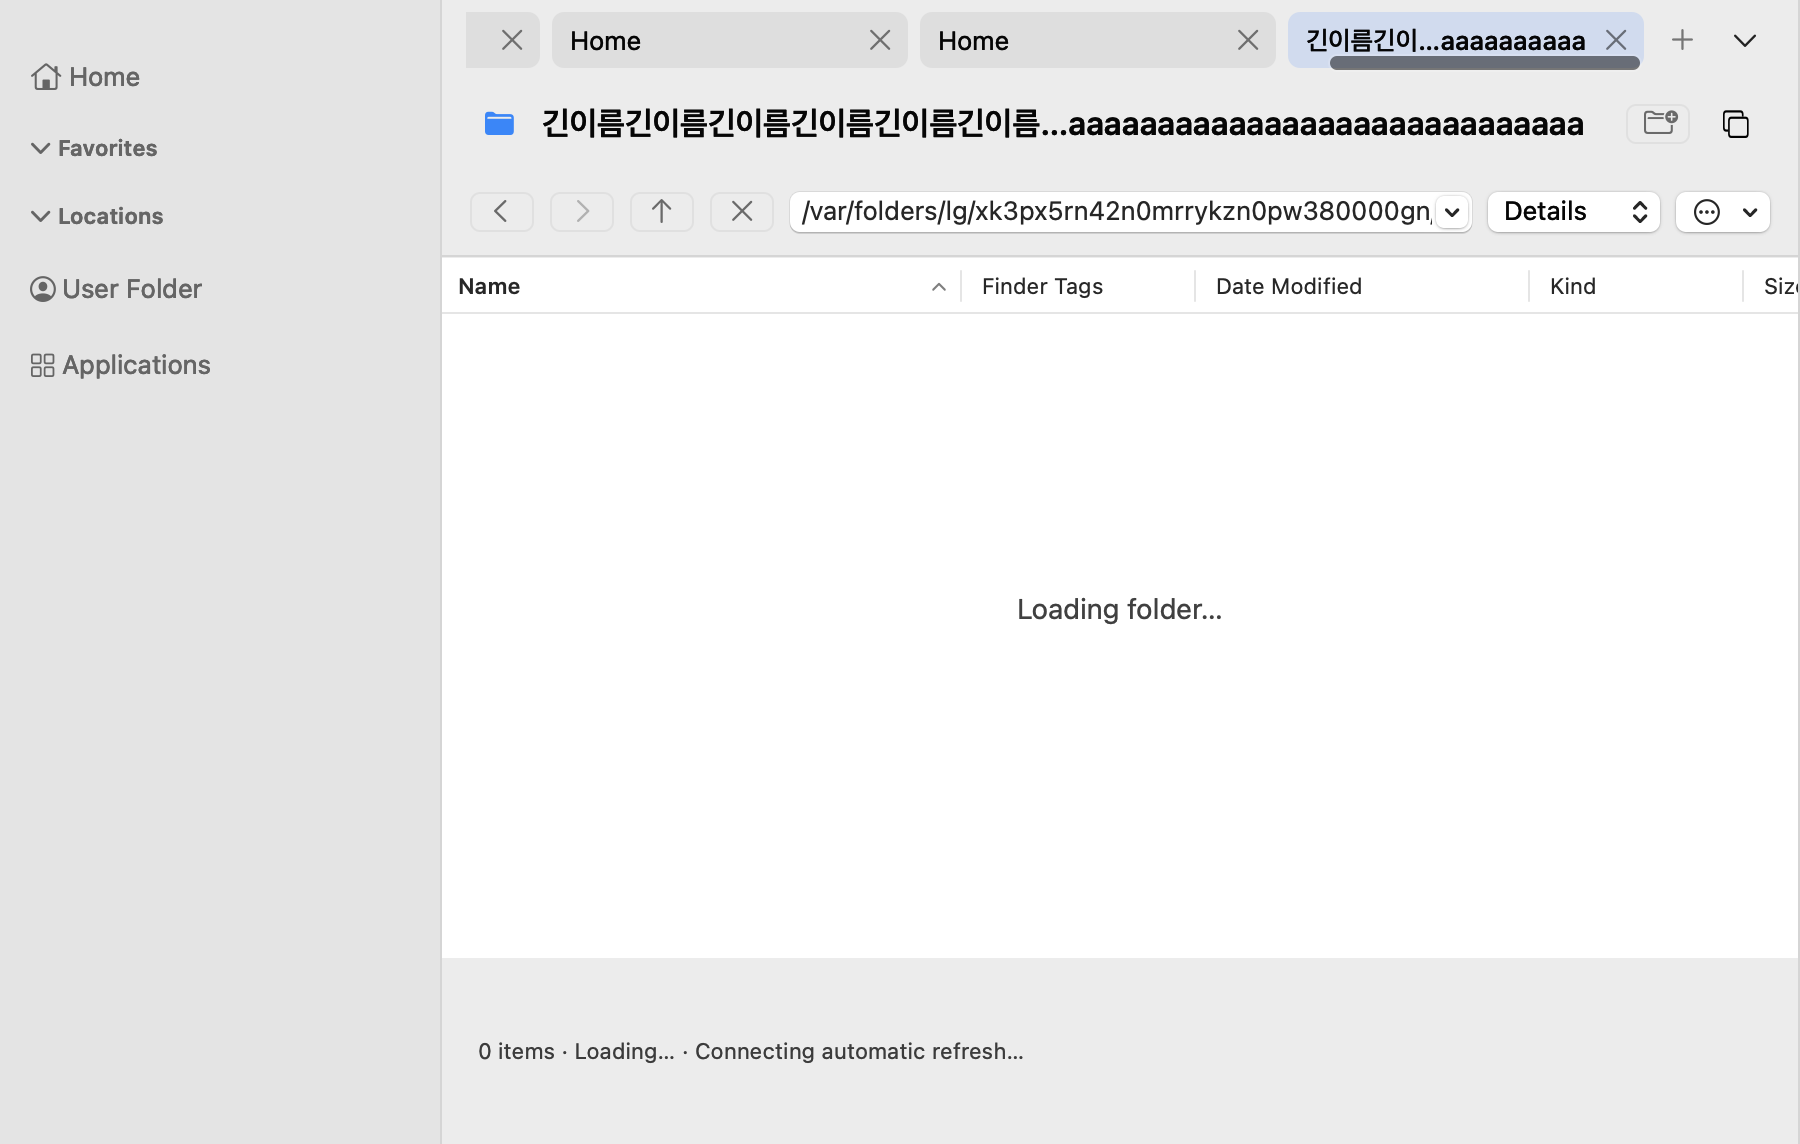 Home
Favorites
Locations
User Folder
Applications
Home
Home
긴이름긴이...aaaaaaaaaa
긴이름긴이름긴이름긴이름긴이름긴이름...aaaaaaaaaaaaaaaaaaaaaaaaaaaaa
/var/folders/lg/xk3px5rn42n0mrrykzn0pw380000gn/
Details
Name
Finder Tags
Date Modified
Kind
Size
Loading folder...
0 items · Loading... · Connecting automatic refresh...